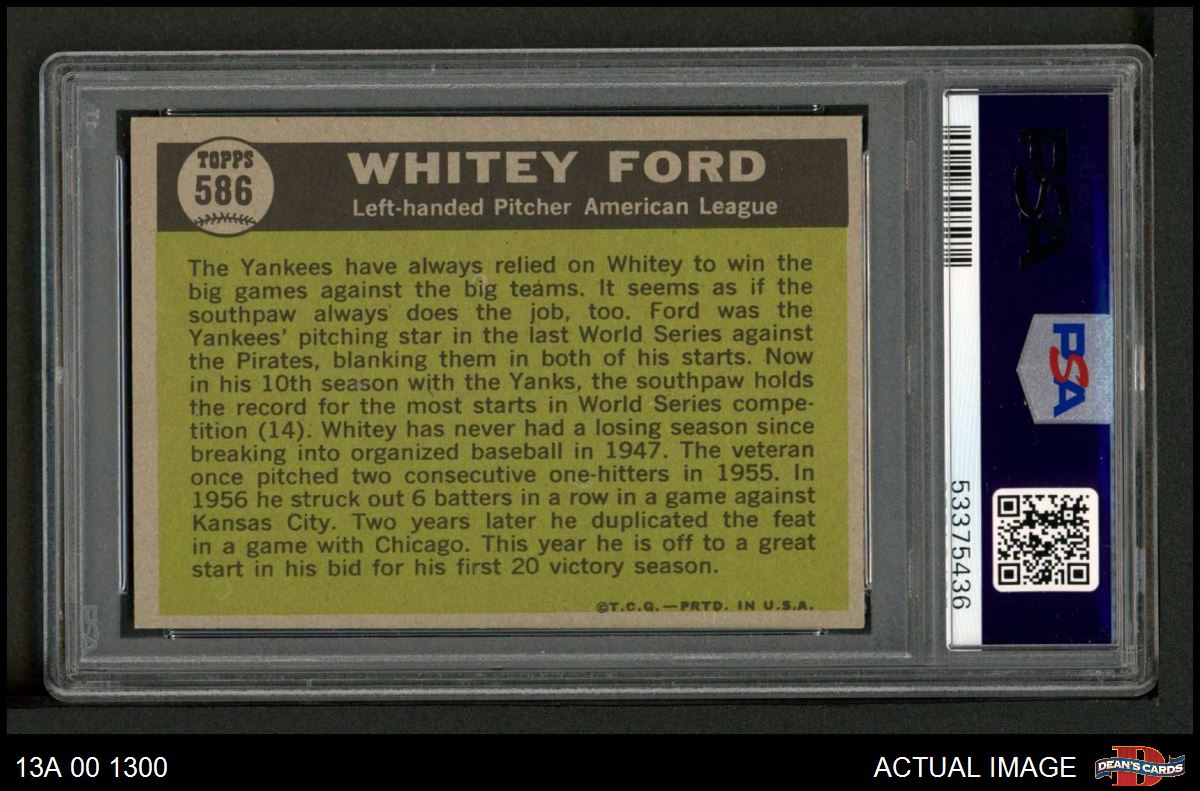 TOPPS
586
WHITEY FORD
Left-handed Pitcher American League
The Yankees have always relied on Whitey to win the
big games against the big teams. It seems as if the
southpaw always does the job, too. Ford was the
Yankees' pitching star in the last World Series against
the Pirates, blanking them in both of his starts. Now
in his 10th season with the Yanks, the southpaw holds
the record for the most starts in World Series compe-
tition (14). Whitey has never had a losing season since
breaking into organized baseball in 1947. The veteran
once pitched two consecutive one-hitters in 1955. In
1956 he struck out 6 batters in a row in a game against
Kansas City. Two years later he duplicated the feat
in a game with Chicago. This year he is off to a great
start in his bid for his first 20 victory season.
©T.C.G.—PRTD. IN U.S.A.
PSA
PSA
53375436
PSA
13A 00 1300
ACTUAL IMAGE
DEAN'S CARDS